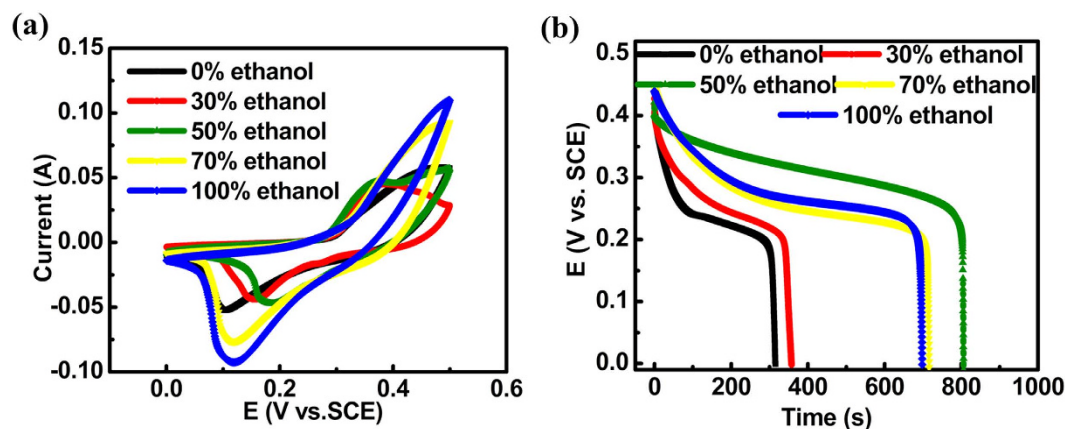 (a)
0.15
0.10
0.05
0.00
-0.05
-0.10
Current (A)
0% ethanol
30% ethanol
50% ethanol
70% ethanol
100% ethanol
0.0 0.2 0.4 0.6
E (V vs.SCE)
(b)
0.5
0.4
0.3
0.2
0.1
0.0
E (V vs. SCE)
0% ethanol 30% ethanol
50% ethanol 70% ethanol
100% ethanol
0 200 400 600 800 1000
Time (s)